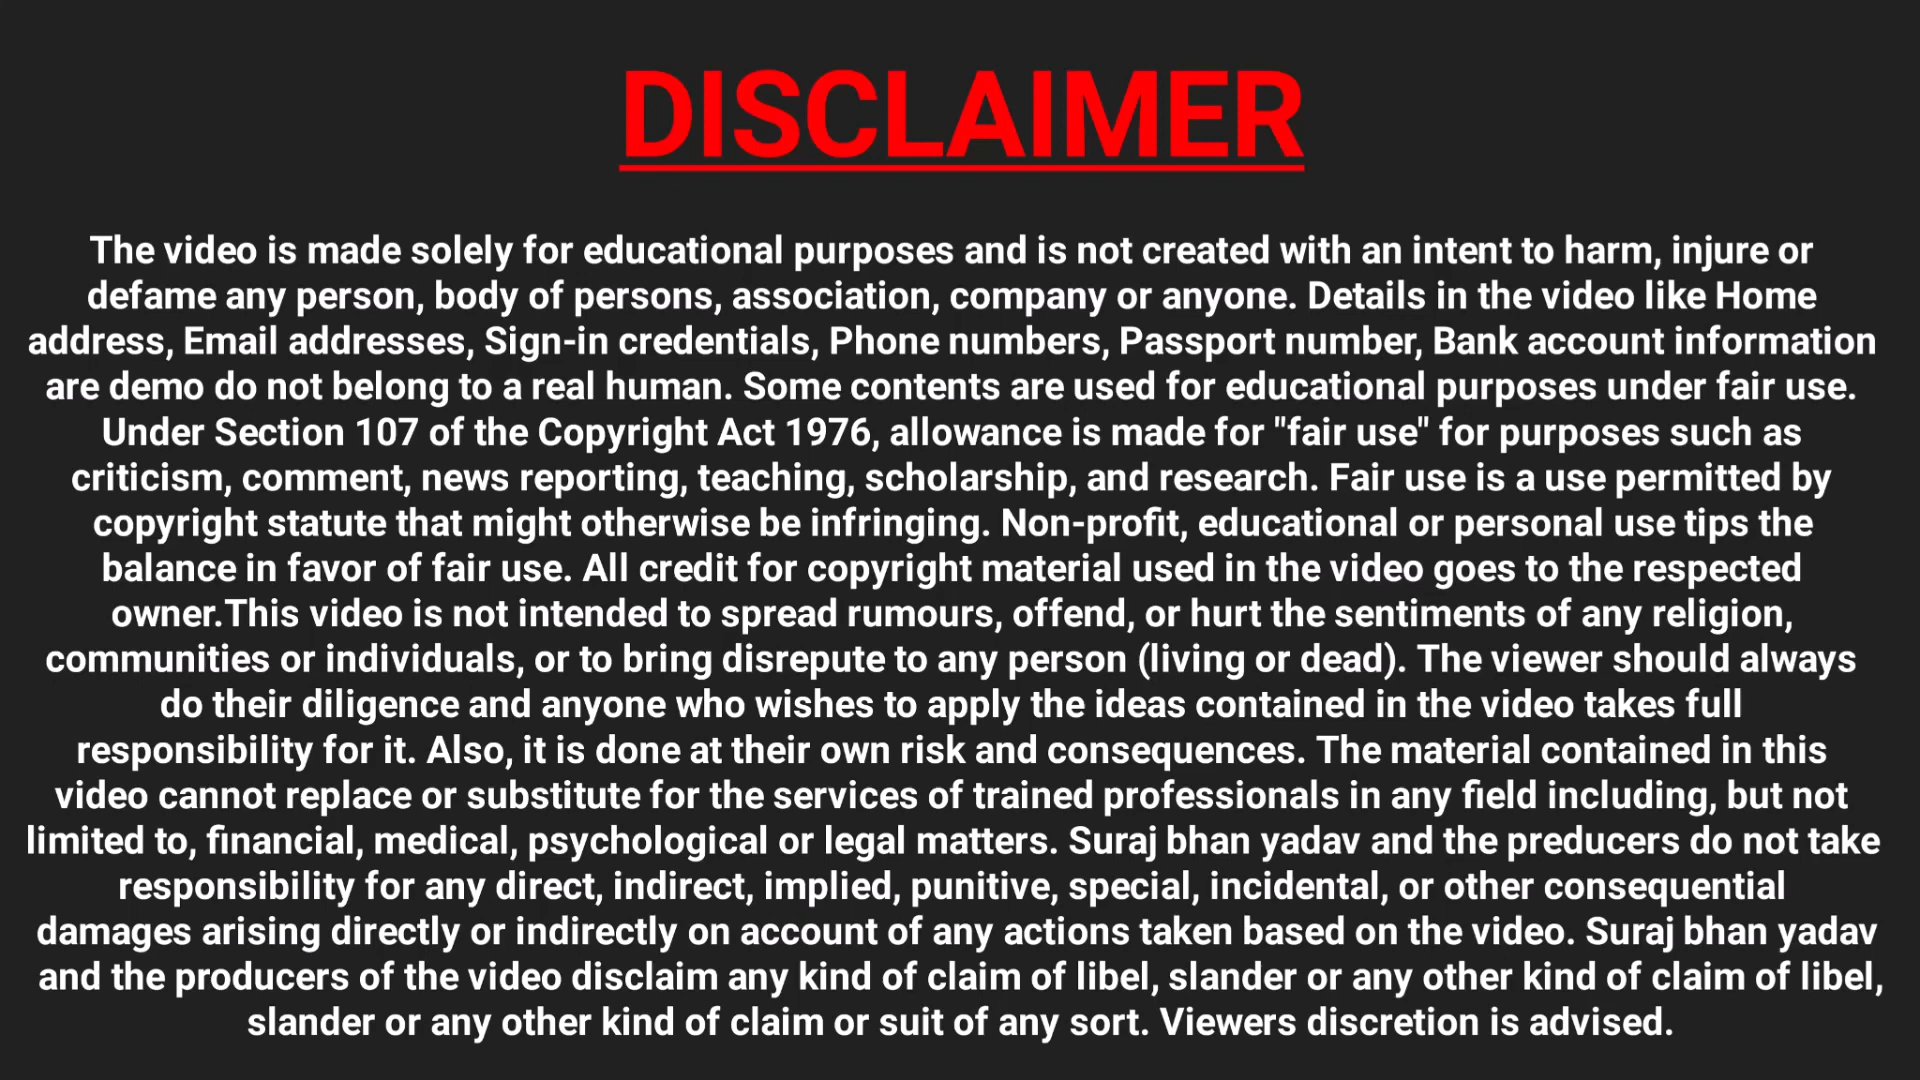 DISCLAIMER
The video is made solely for educational purposes and is not created with an intent to harm, injure or
defame any person, body of persons, association, company or anyone. Details in the video like Home
address, Email addresses, Sign-in credentials, Phone numbers, Passport number, Bank account information
are demo do not belong to a real human. Some contents are used for educational purposes under fair use.
Under Section 107 of the Copyright Act 1976, allowance is made for "fair use" for purposes such as
criticism, comment, news reporting, teaching, scholarship, and research. Fair use is a use permitted by
copyright statute that might otherwise be infringing. Non-profit, educational or personal use tips the
balance in favor of fair use. All credit for copyright material used in the video goes to the respected
owner.This video is not intended to spread rumours, offend, or hurt the sentiments of any religion,
communities or individuals, or to bring disrepute to any person (living or dead). The viewer should always
do their diligence and anyone who wishes to apply the ideas contained in the video takes full
responsibility for it. Also, it is done at their own risk and consequences. The material contained in this
video cannot replace or substitute for the services of trained professionals in any field including, but not
limited to, financial, medical, psychological or legal matters. Suraj bhan yadav and the preducers do not take
responsibility for any direct, indirect, implied, punitive, special, incidental, or other consequential
damages arising directly or indirectly on account of any actions taken based on the video. Suraj bhan yadav
and the producers of the video disclaim any kind of claim of libel, slander or any other kind of claim of libel,
slander or any other kind of claim or suit of any sort. Viewers discretion is advised.